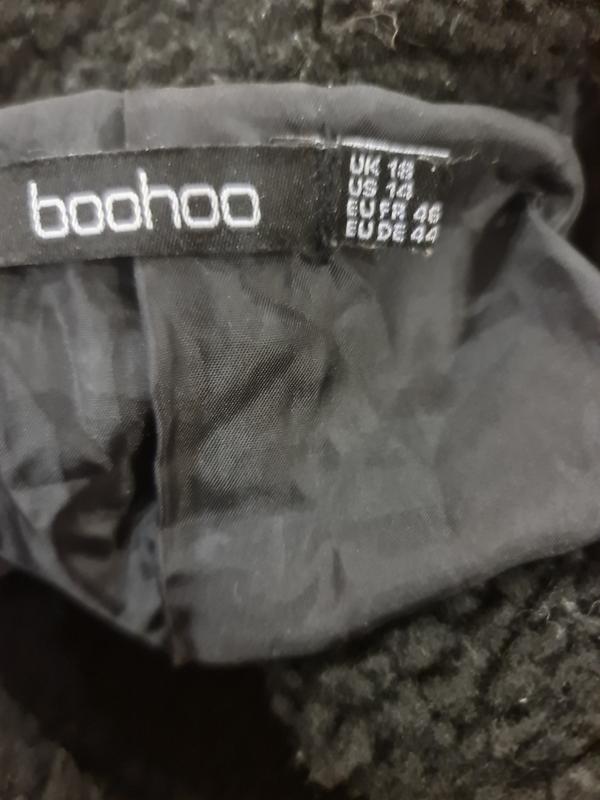 boohoo
UK 18
US 14
EU FR 46
EU DE 44